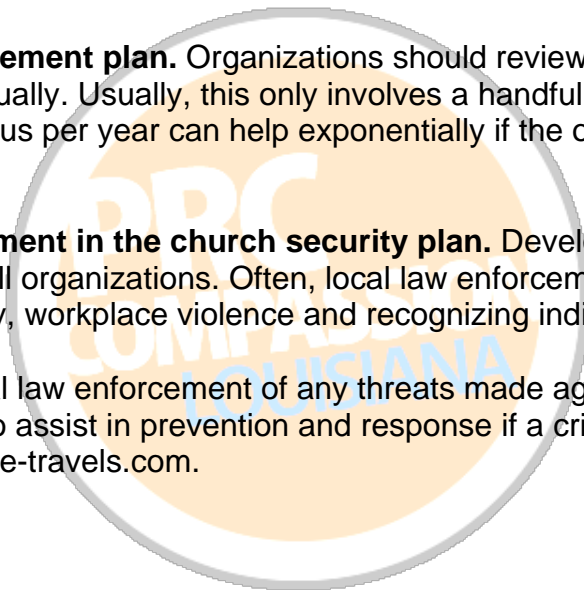 ement plan. Organizations should review
ually. Usually, this only involves a handful
us per year can help exponentially if the c
ment in the church security plan. Devel
ll organizations. Often, local law enforcem
y, workplace violence and recognizing indi
al law enforcement of any threats made ag
o assist in prevention and response if a cri
e-travels.com.
PRC
COMPASSION
LOUISIANA